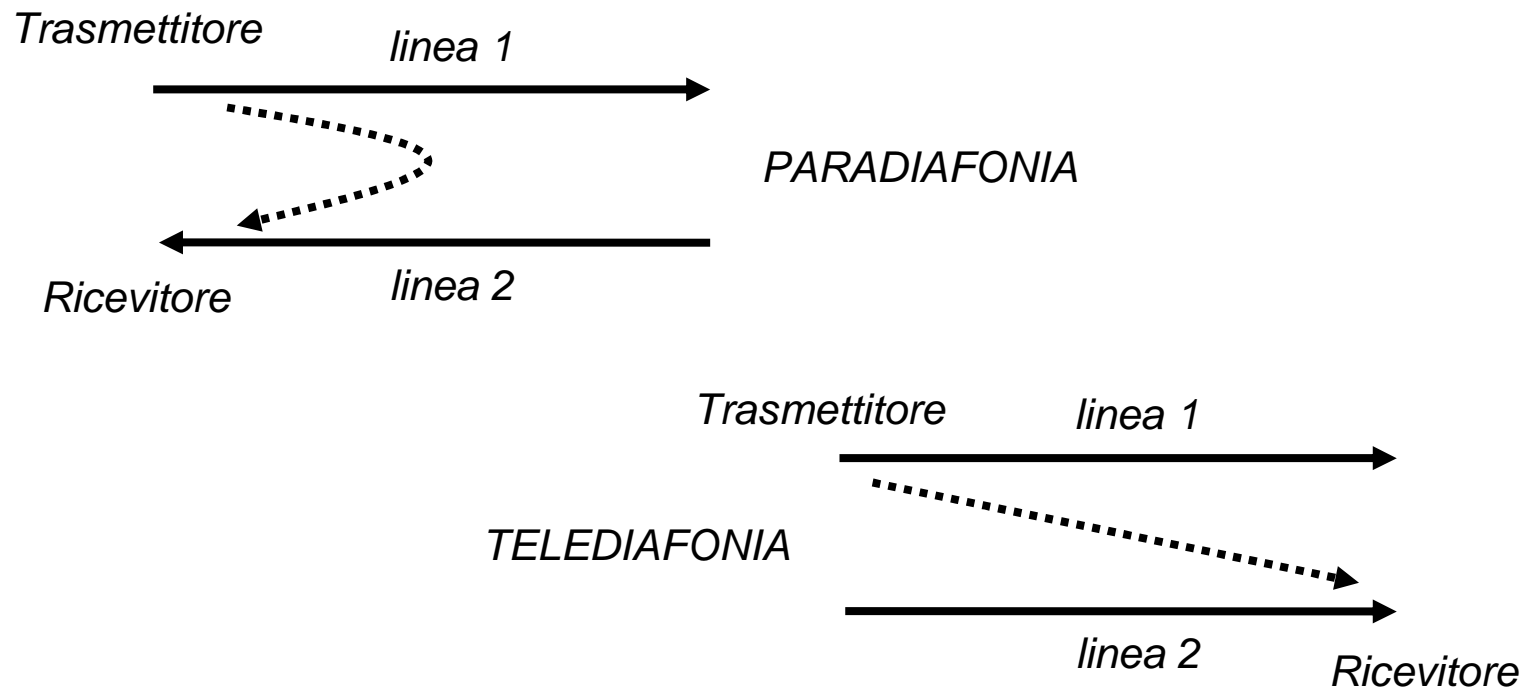 Trasmettitore
linea 1
PARADIAFONIA
linea 2
Ricevitore
Trasmettitore
linea 1
TELEDIAFONIA
linea 2
Ricevitore